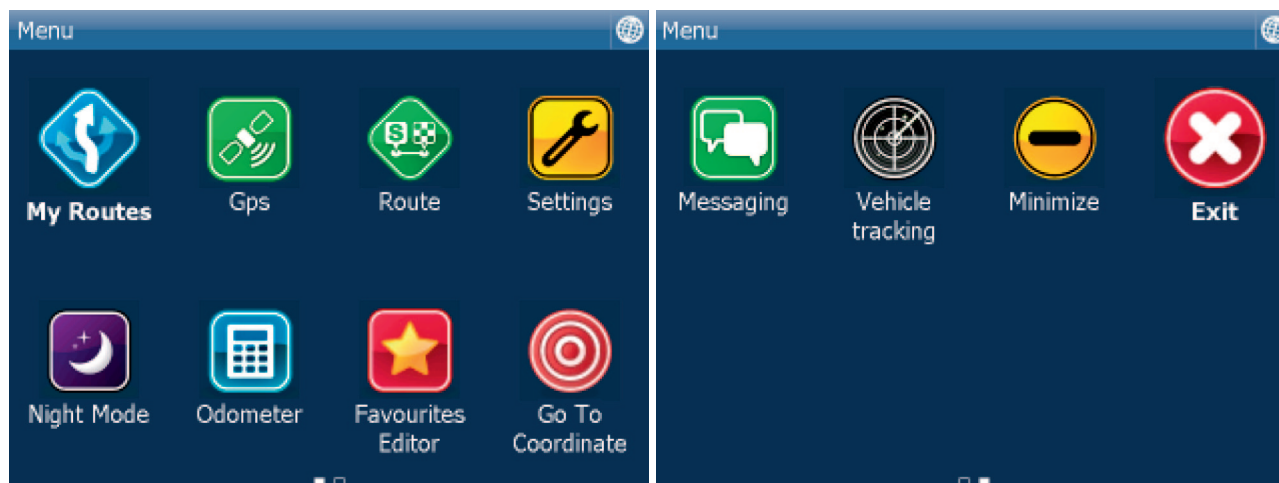 Menu
My Routes
Gps
Route
Settings
Night Mode
Odometer
Favourites
Editor
Go To
Coordinate
Menu
Messaging
Vehicle
tracking
Minimize
Exit